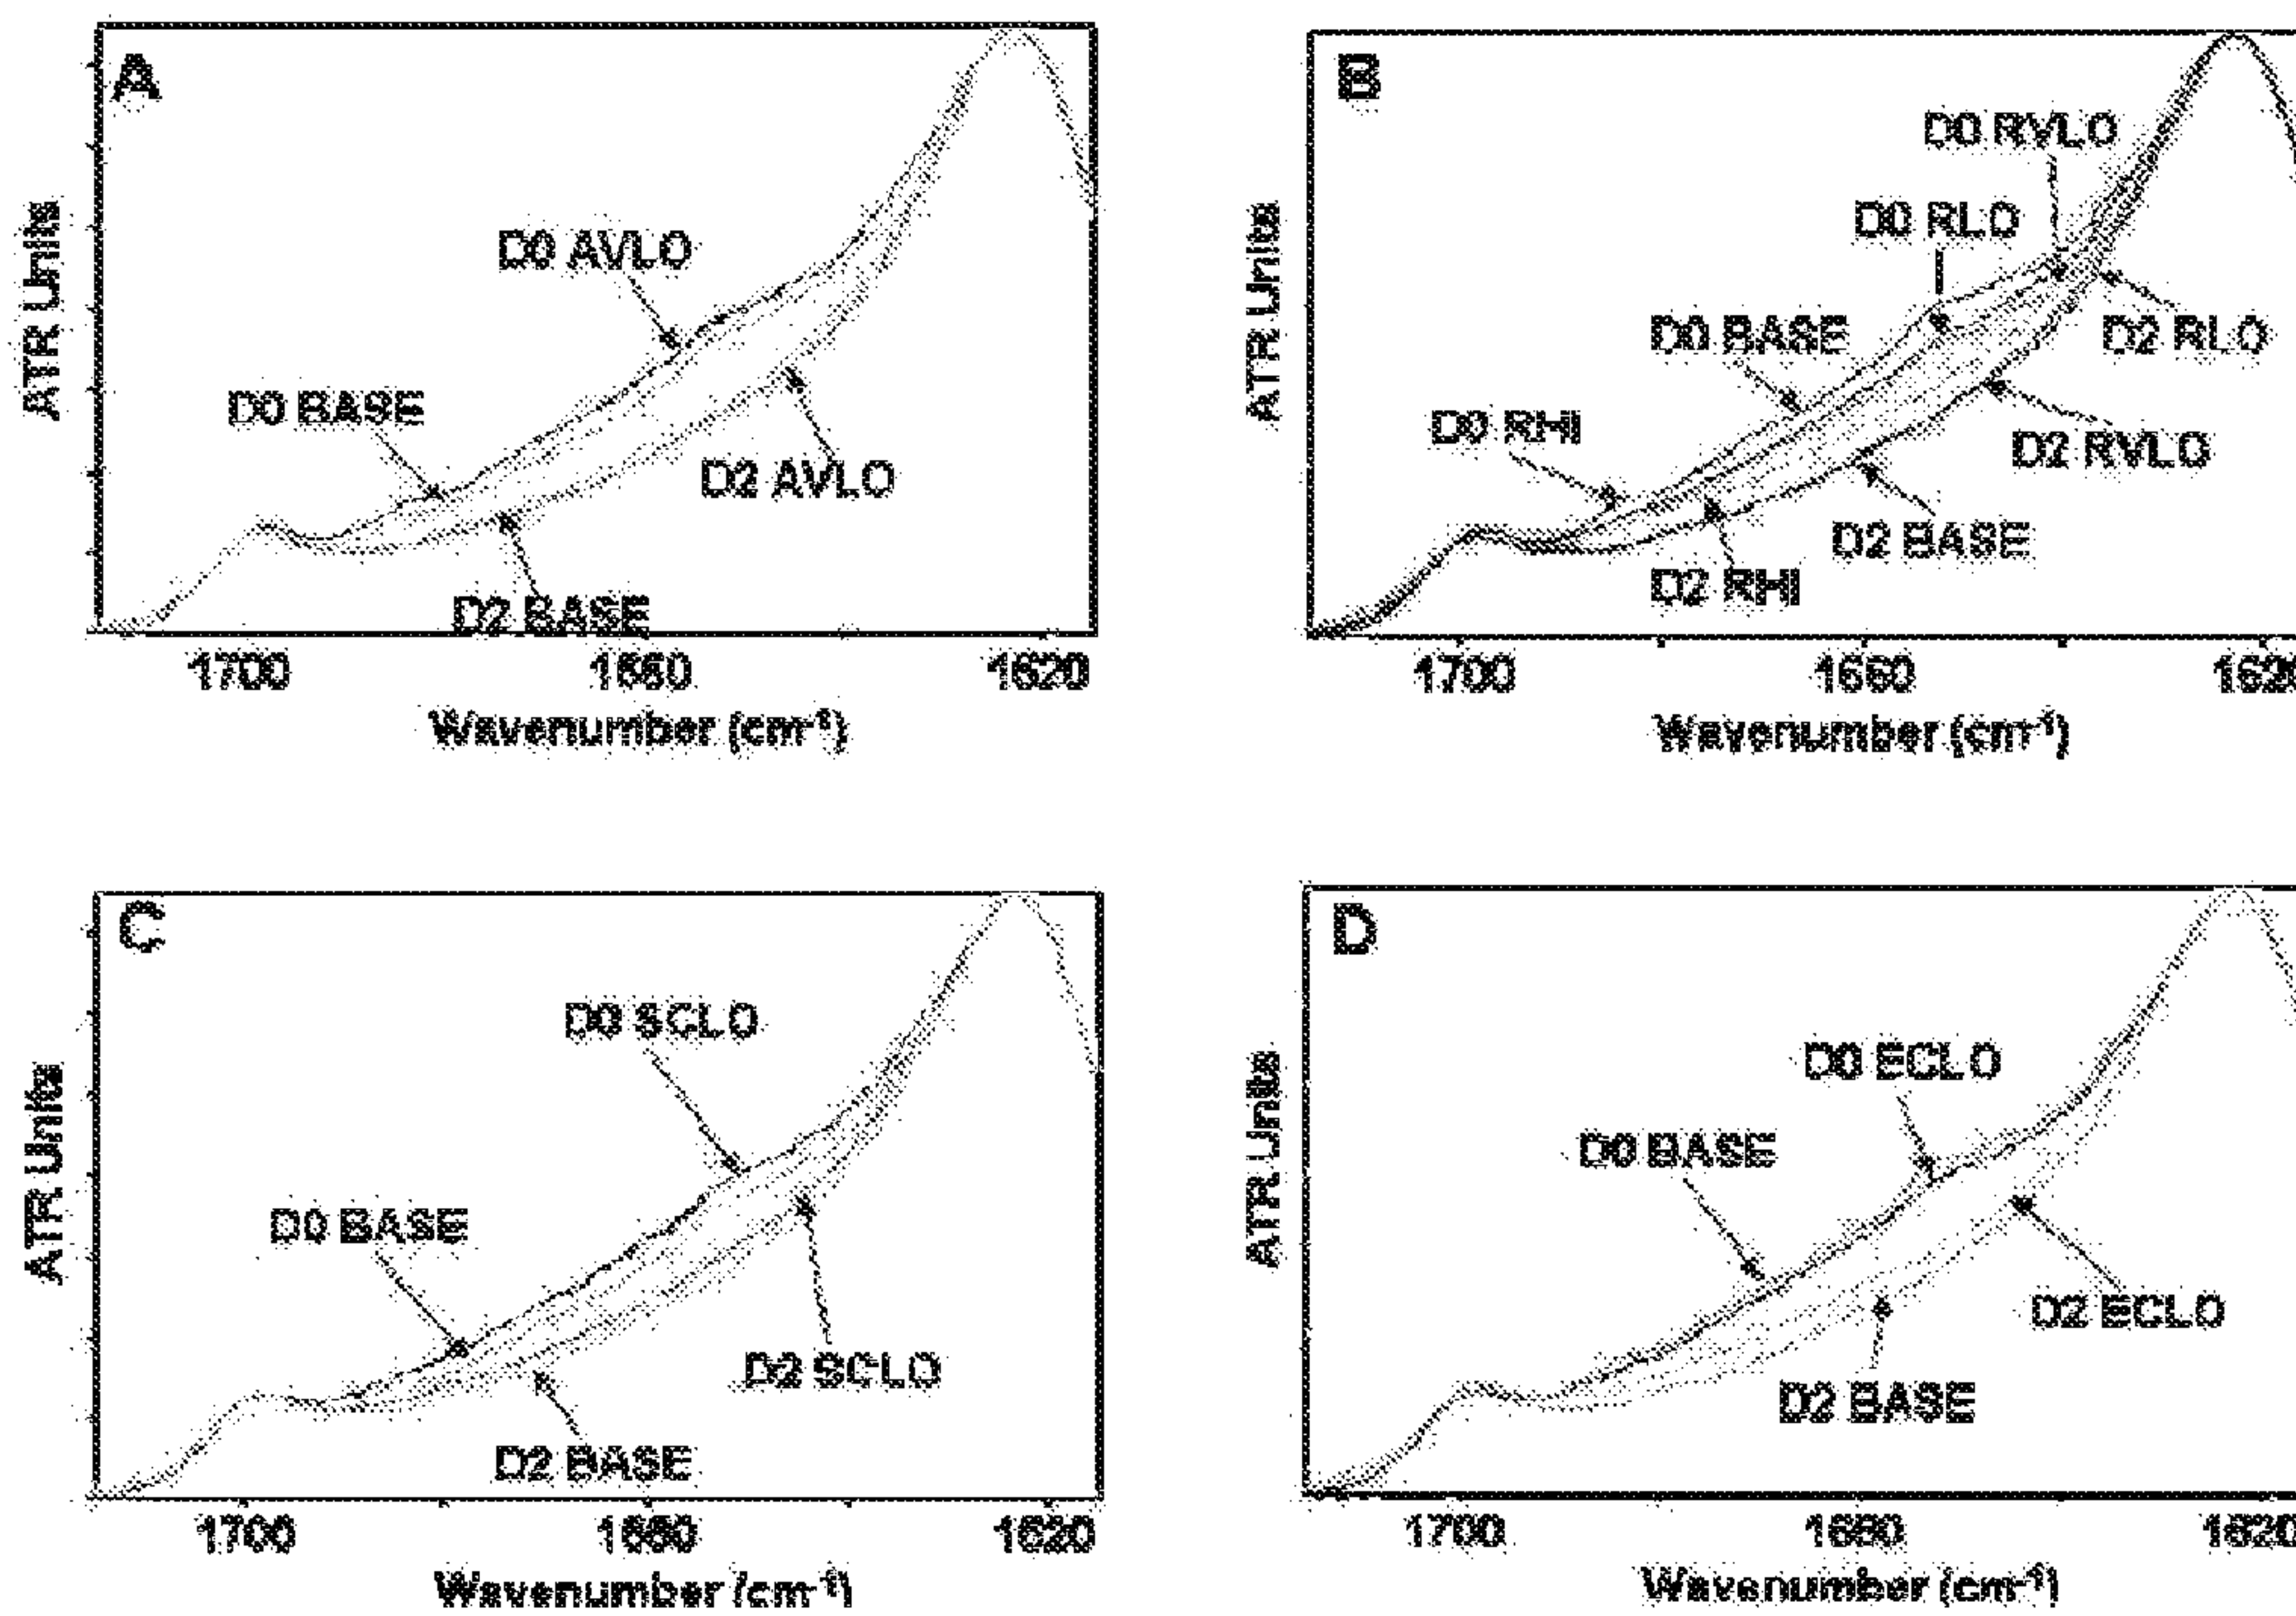 A
ATR Units
D0 AVLO
D0 BASE
D2 AVLO
D2 BASE
1700 1660 1620
Wavenumber (cm-1)
B
ATR Units
D0 RVLO
D0 RLO
D0 BASE
D2 RLO
D0 RHI
D2 RVLO
D2 BASE
D2 RHI
1700 1660 1620
Wavenumber (cm-1)
C
ATR Units
D0 SCLO
D0 BASE
D2 SCLO
D2 BASE
1700 1660 1620
Wavenumber (cm-1)
D
ATR Units
D0 ECLO
D0 BASE
D2 ECLO
D2 BASE
1700 1660 1620
Wavenumber (cm-1)